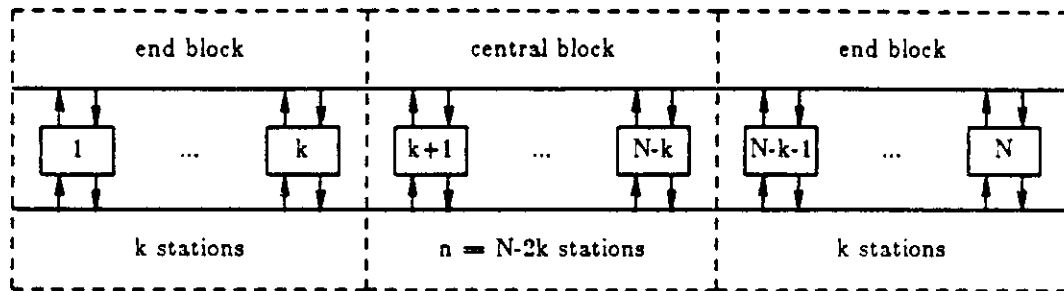 end block central block end block
1 ... k k+1 ... N-k N-k-1 ... N
k stations n = N-2k stations k stations